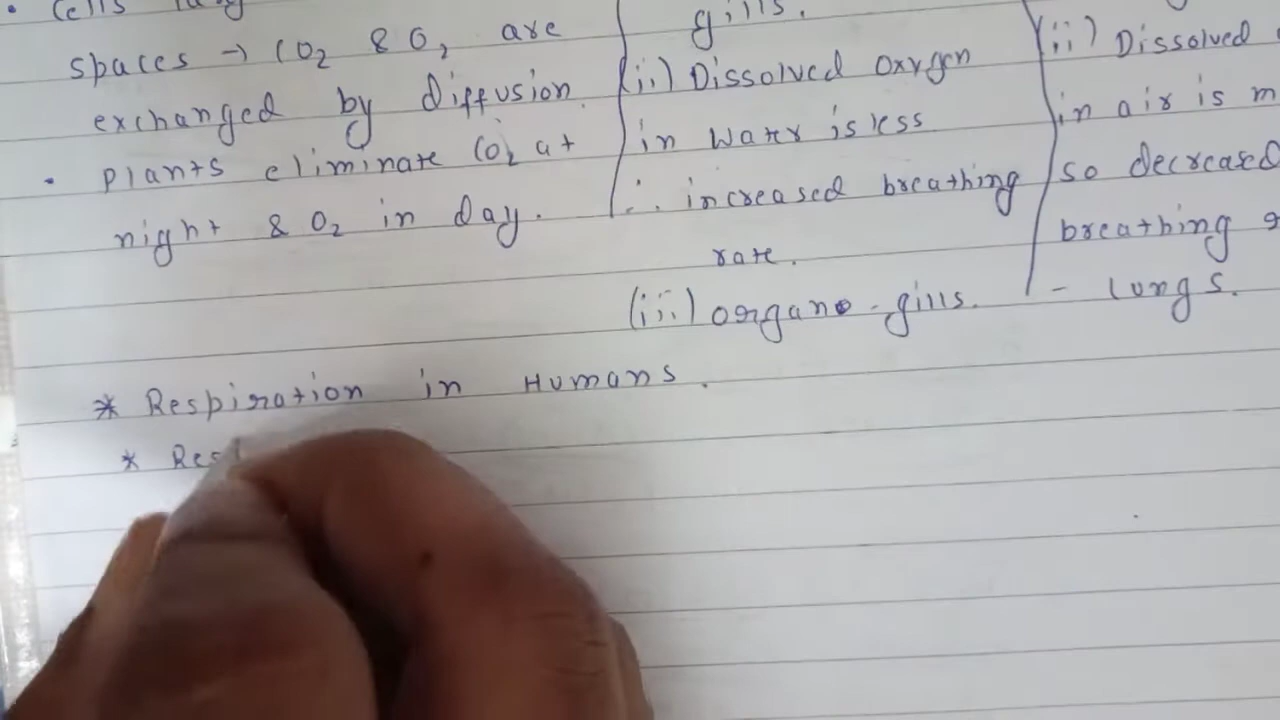 spaces → CO2 & O2 are
exchanged by diffusion.
• Plants eliminate CO2 at
night & O2 in day.
gills.
(ii) Dissolved oxygen
in water is less
∴ increased breathing
rate.
(iii) organs - gills.
(ii) Dissolved
in air is
so decreased
breathing
- lungs.
* Respiration in Humans.
* Res